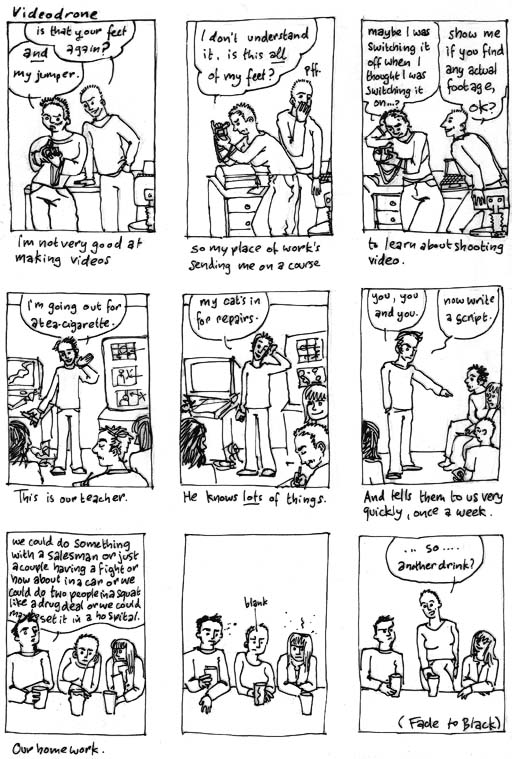 Videodrone
is that your feet
again?
and
my jumper.
I'm not very good at
making videos
I don't understand
it. is this all
of my feet?
pfft
so my place of work's
sending me on a course
maybe I was
switching it
off when I
thought I was
switching it
on...?
show me
if you find
any actual
footage,
ok?
to learn about shooting
video.
I'm going out for
a tea-cigarette.
This is our teacher.
my cat's in
for repairs.
He knows lots of things.
you, you
and you.
now write
a script.
And tells them to us very
quickly, once a week.
we could do something
with a salesman or just
a couple having a fight or
how about in a car or we
could do two people in a squat
like a drug deal or we could
set it in a hospital.
Our homework.
blank
... so ....
another drink?
(Fade to Black)